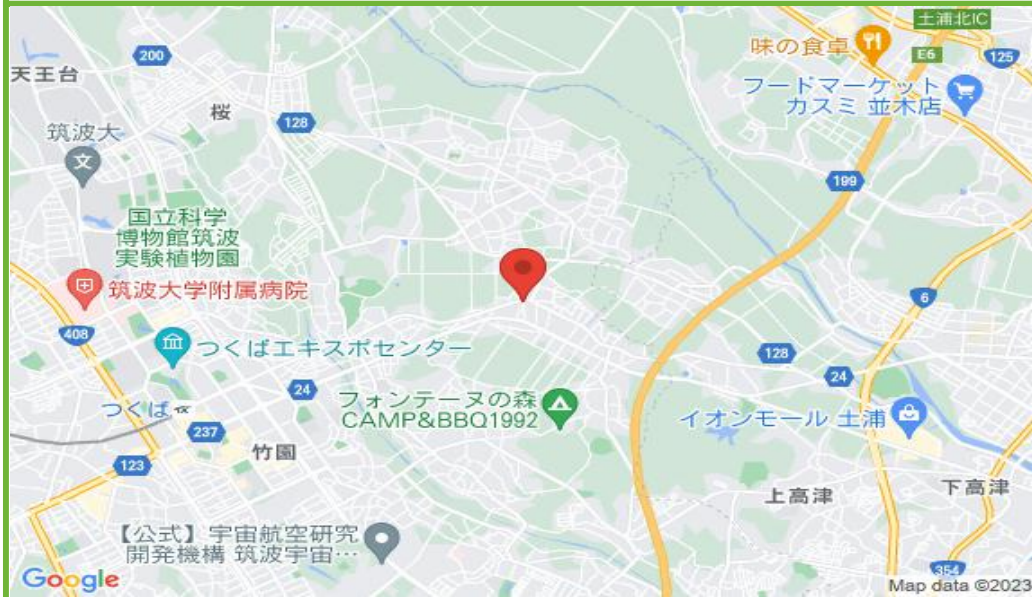 土浦北IC
味の食卓
E6
125
200
天王台
フードマーケット
カスミ 並木店
桜
128
筑波大
文
199
国立科学
博物館筑波
実験植物園
筑波大学附属病院
6
408
つくばエキスポセンター
128
24
24
フォンテーヌの森
CAMP&BBQ1992
つくば
イオンモール 土浦
237
竹園
123
上高津
下高津
【公式】宇宙航空研究
開発機構 筑波宇宙…
354
Google
Map data ©2023